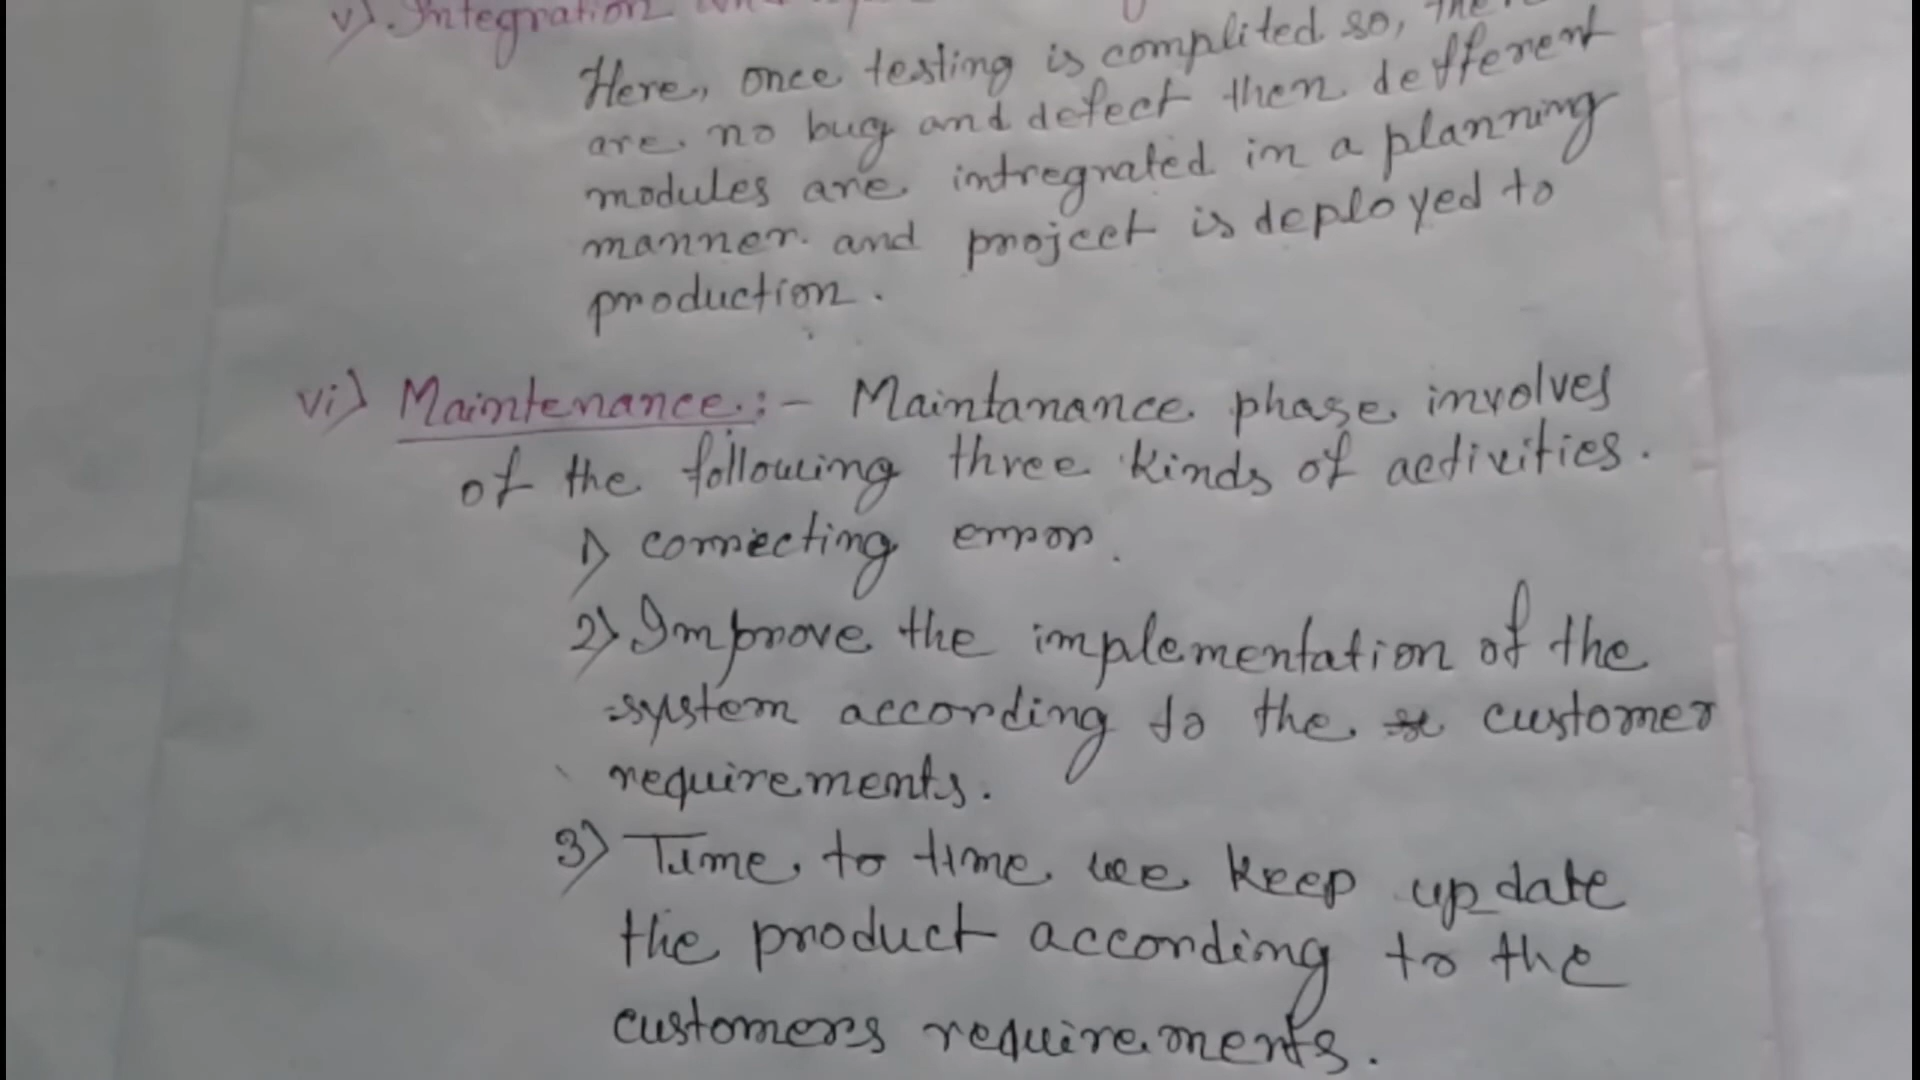 v). Integration
Here, once testing is complited so, the
are no bug and defect then defferent
modules are intregrated in a planning
manner and project is deployed to
production.
vi) Maintenance :- Maintanance phase involves
of the following three kinds of activities.
1) correcting error.
2) Improve the implementation of the
system according to the customer
requirements.
3) Time to time we keep update
the product according to the
customers requirements.